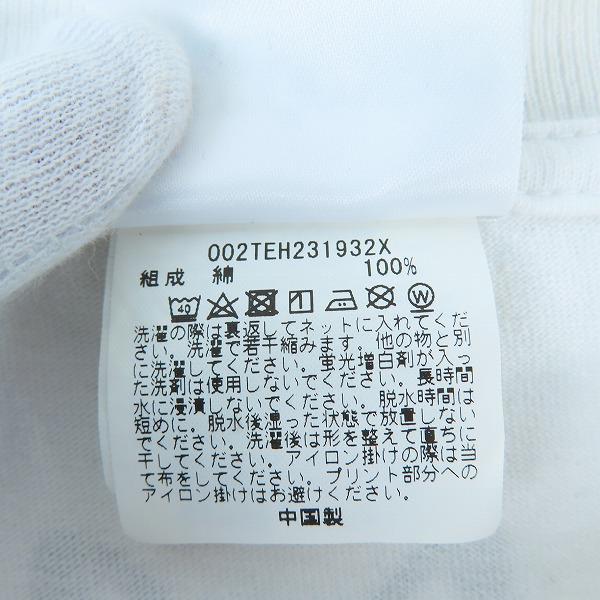 002TEH231932X
組成 綿 100%
40 W
洗濯の際は裏返してネットに入れてくだ
さい。洗濯で若干縮みます。他の物と別
に洗濯してください。蛍光増白剤が入っ
た洗剤は使用しないでください。長時間
水に浸漬しないでください。脱水時間は
短めに。脱水後湿った状態で放置しない
でください。洗濯後は形を整えて直ちに
干してください。アイロン掛けの際は当
て布をしてください。プリント部分への
アイロン掛けはお避けください。
中国製